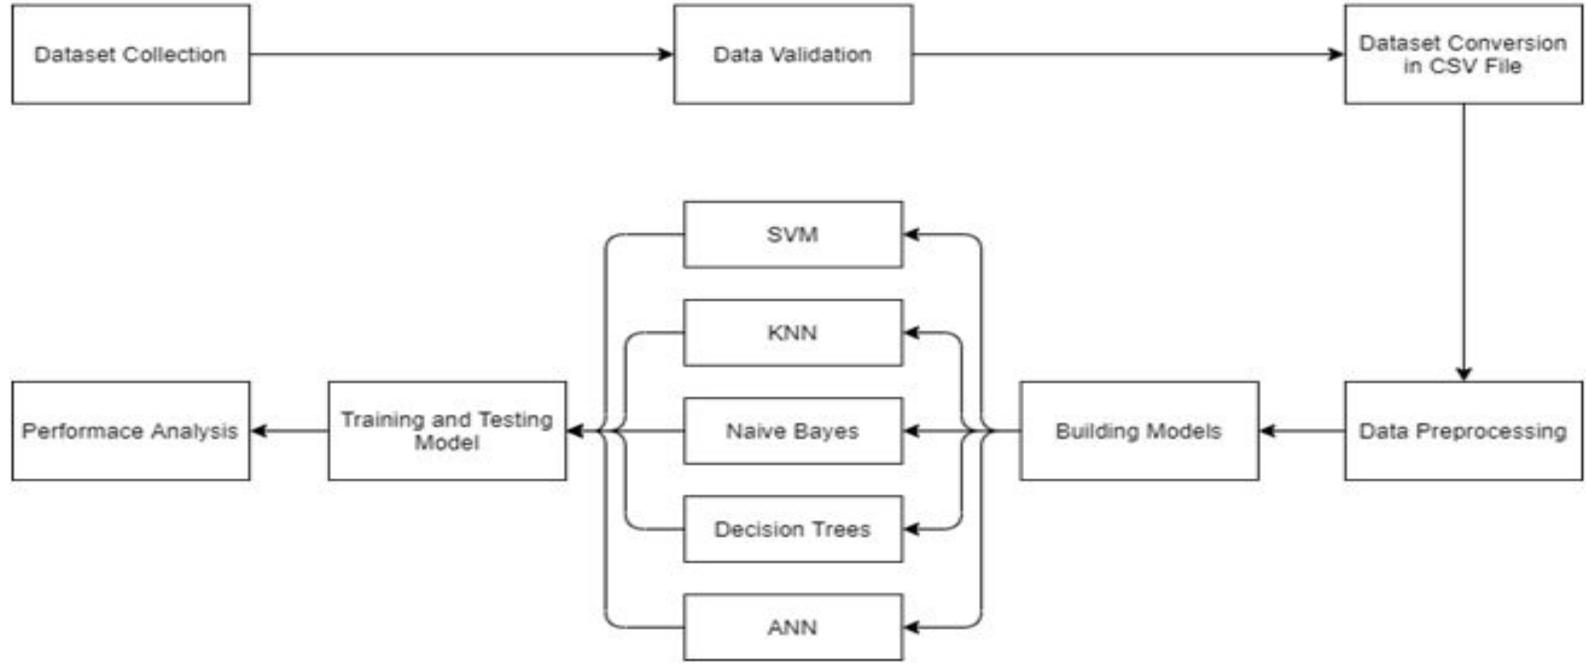 Dataset Collection
Data Validation
Dataset Conversion
in CSV File
SVM
KNN
Performace Analysis
Training and Testing
Model
Naive Bayes
Building Models
Data Preprocessing
Decision Trees
ANN